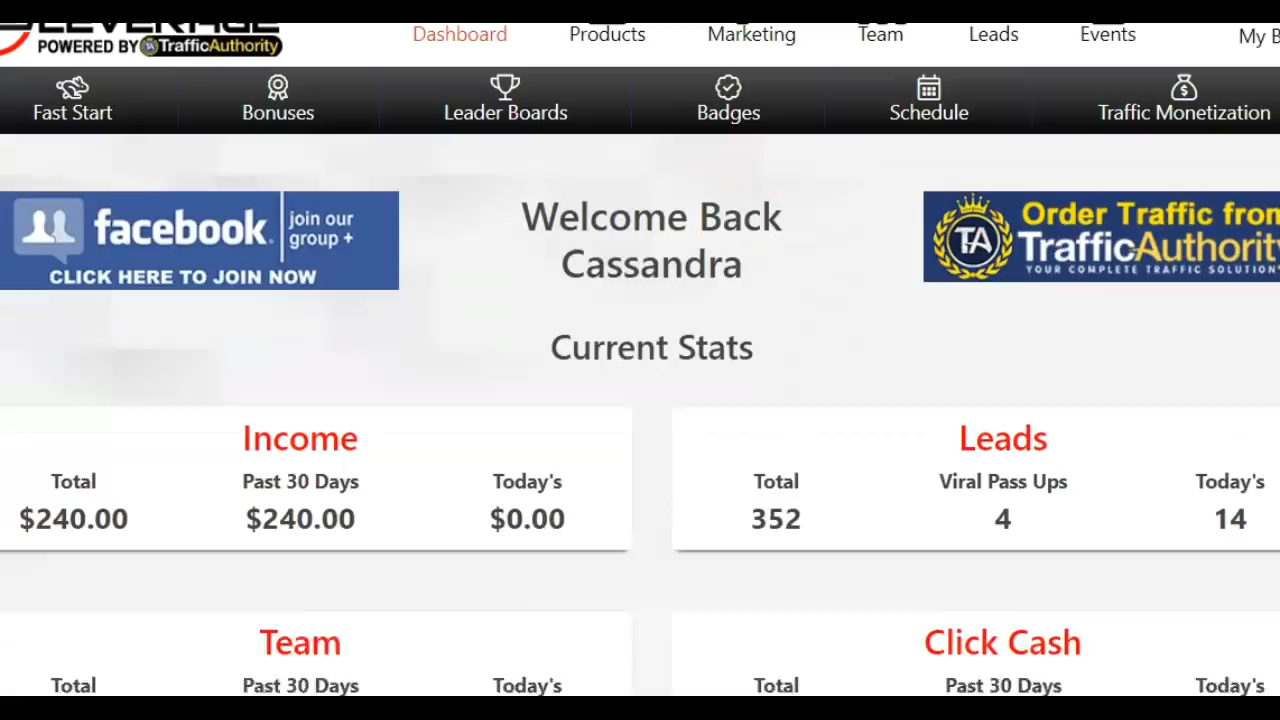 POWERED BY TrafficAuthority
Dashboard
Products
Marketing
Team
Leads
Events
My
Fast Start
Bonuses
Leader Boards
Badges
Schedule
Traffic Monetization
facebook. join our group +
CLICK HERE TO JOIN NOW
Welcome Back
Cassandra
TA
Order Traffic from
TrafficAuthority
YOUR COMPLETE TRAFFIC SOLUTION
Current Stats
Income
Total
Past 30 Days
Today's
$240.00
$240.00
$0.00
Leads
Total
Viral Pass Ups
Today's
352
4
14
Team
Total
Past 30 Days
Today's
Click Cash
Total
Past 30 Days
Today's